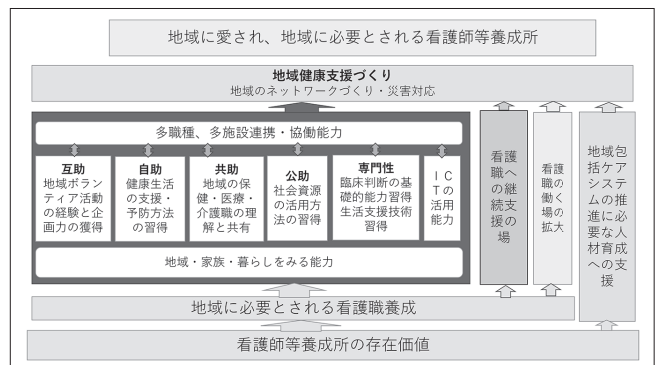 地域に愛され、地域に必要とされる看護師等養成所
地域健康支援づくり
地域のネットワークづくり・災害対応
多職種、多施設連携・協働能力
互助
地域ボラン
ティア活動
の経験と企
画力の獲得
自助
健康生活
の支援・
予防方法
の習得
共助
地域の保
健・医療・
介護職の理
解と共有
公助
社会資源
の活用方
法の習得
専門性
臨床判断の基
礎的能力習得
生活支援技術
習得
ＩＣ
Ｔの
活用
能力
地域・家族・暮らしをみる能力
看護
職へ
の継
続支
援の
場
看護
職の
働く
場の
拡大
地域包
括ケア
システ
ムの推
進に必
要な人
材育成
への支
援
地域に必要とされる看護職養成
看護師等養成所の存在価値